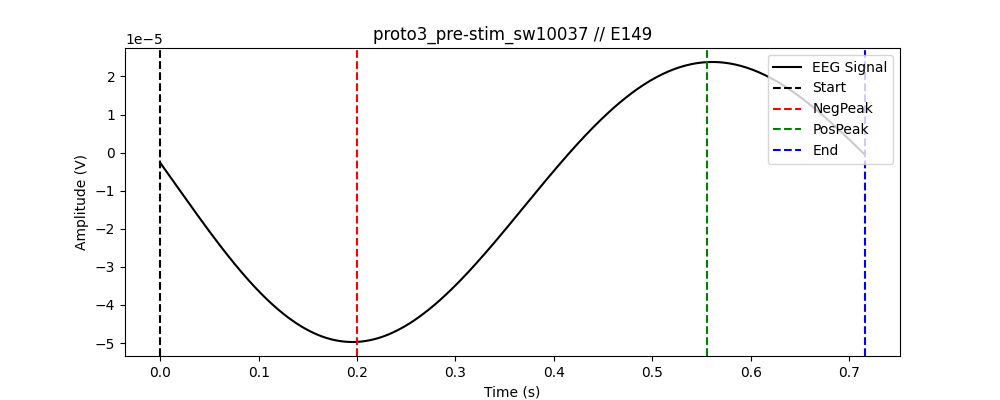 proto3_pre-stim_sw10037 // E149
1e−5
EEG Signal
Start
NegPeak
PosPeak
End
Amplitude (V)
2
1
0
−1
−2
−3
−4
−5
0.0 0.1 0.2 0.3 0.4 0.5 0.6 0.7
Time (s)